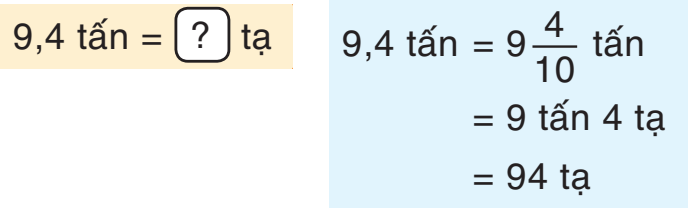 9,4 tấn = ? tạ
9,4 tấn = 9 4/10 tấn
= 9 tấn 4 tạ
= 94 tạ